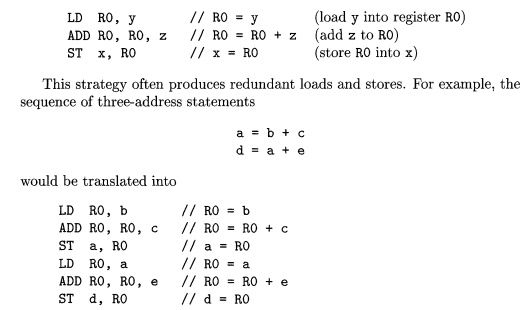 LD R0, y // R0 = y (load y into register R0)
ADD R0, R0, z // R0 = R0 + z (add z to R0)
ST x, R0 // x = R0 (store R0 into x)
This strategy often produces redundant loads and stores. For example, the
sequence of three-address statements
a = b + c
d = a + e
would be translated into
LD R0, b // R0 = b
ADD R0, R0, c // R0 = R0 + c
ST a, R0 // a = R0
LD R0, a // R0 = a
ADD R0, R0, e // R0 = R0 + e
ST d, R0 // d = R0